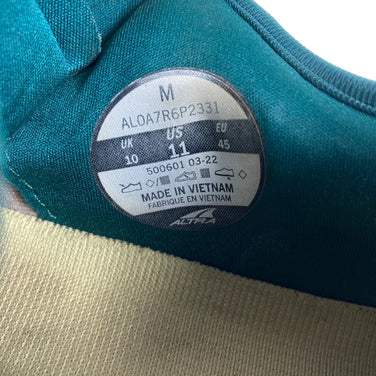 M
AL0A7R6P2331
UK US EU
10 11 45
500601 03-22
MADE IN VIETNAM
FABRIQUE EN VIETNAM
ALTRA